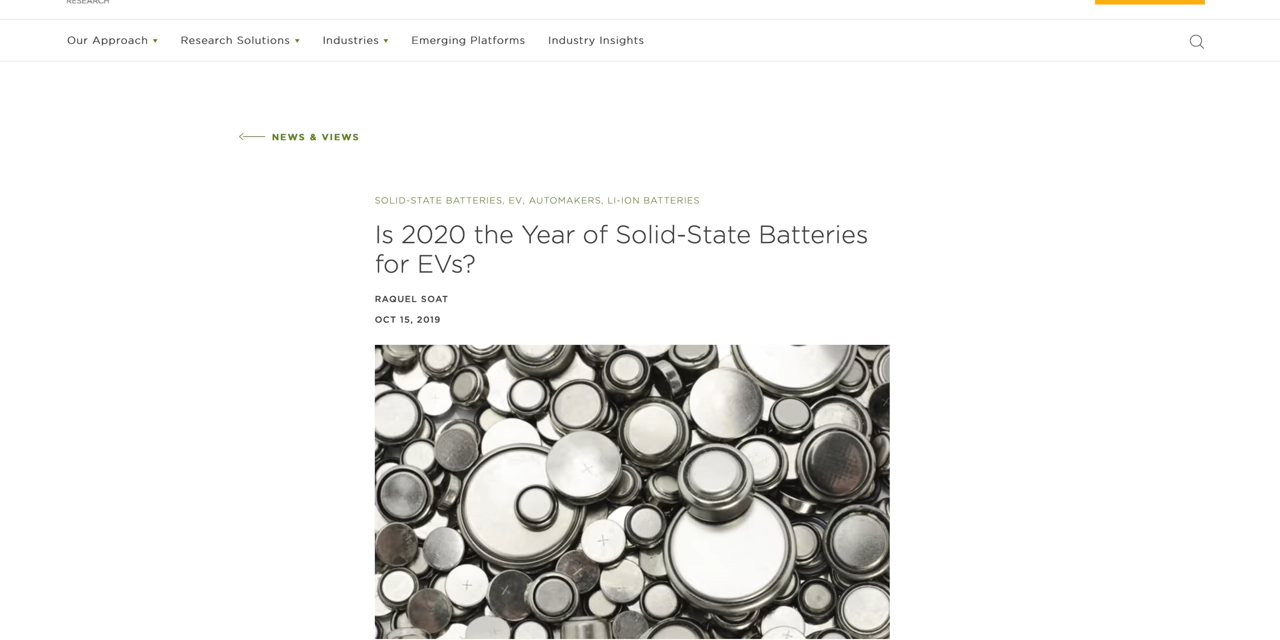 RESEARCH
Our Approach
Research Solutions
Industries
Emerging Platforms
Industry Insights
NEWS & VIEWS
SOLID-STATE BATTERIES, EV, AUTOMAKERS, LI-ION BATTERIES
Is 2020 the Year of Solid-State Batteries
for EVs?
RAQUEL SOAT
OCT 15, 2019